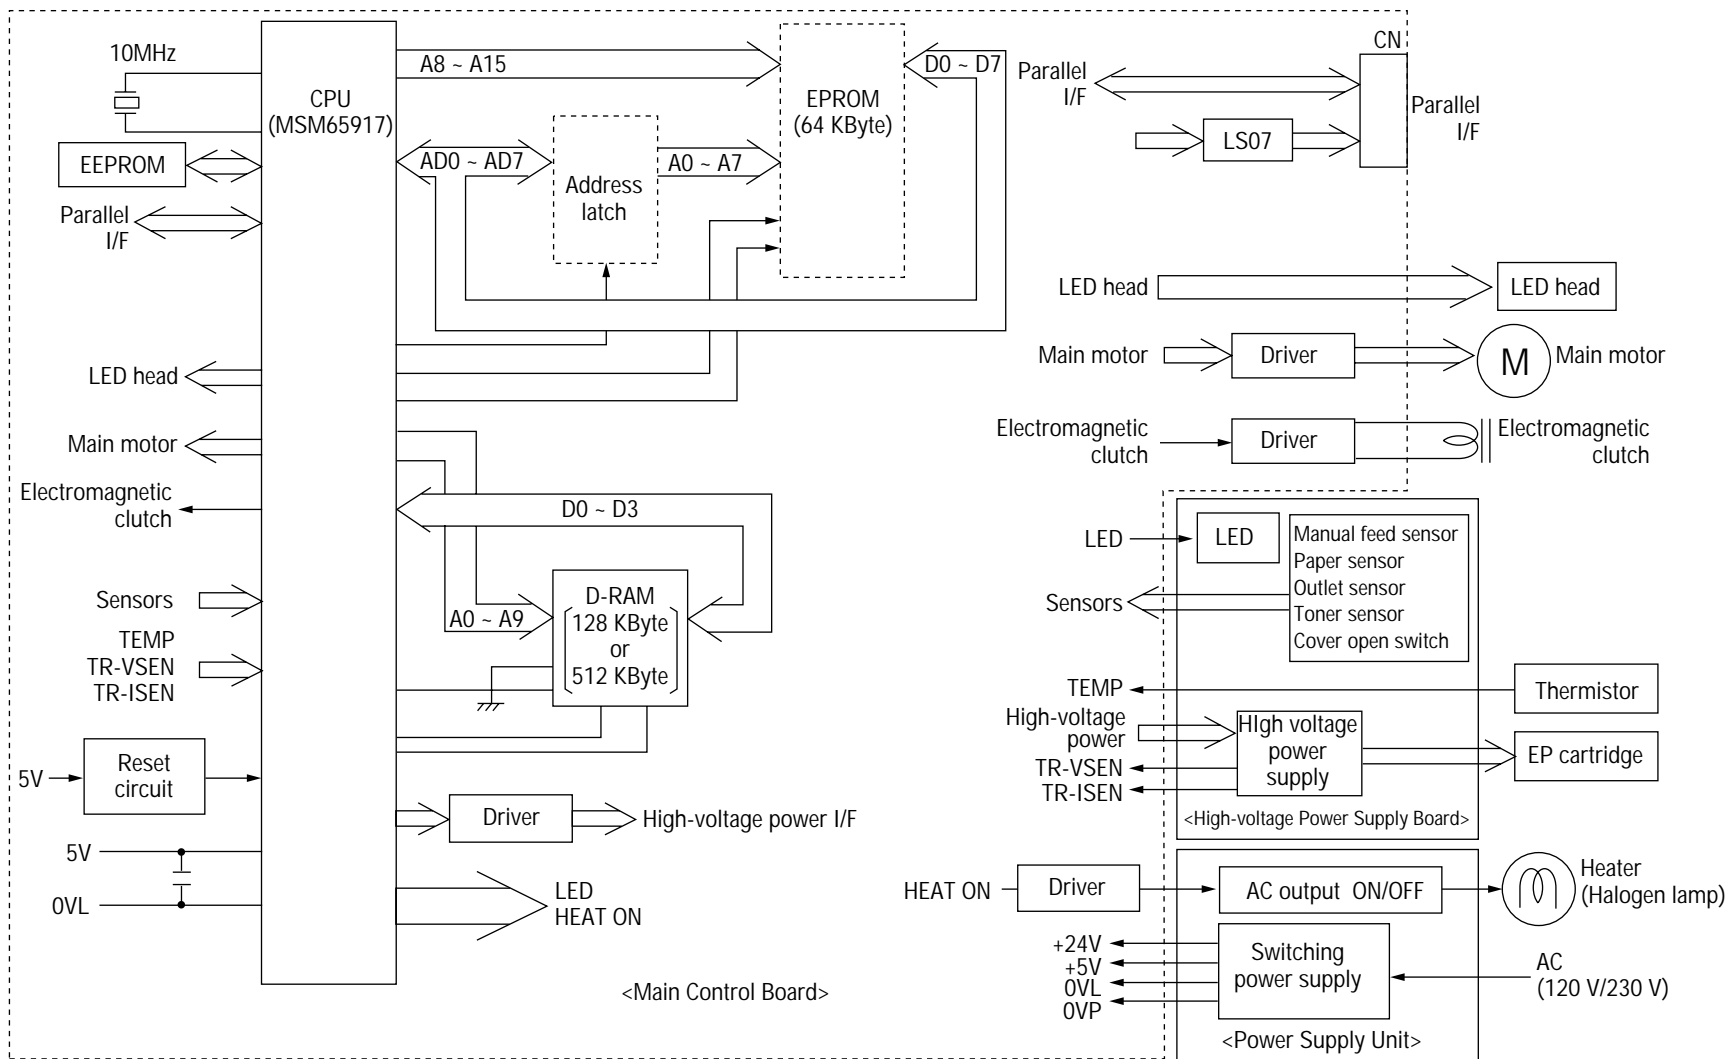 10MHz
CPU
(MSM65917)
EEPROM
Parallel
I/F
A8 ~ A15
AD0 ~ AD7
Address
latch
A0 ~ A7
EPROM
(64 KByte)
D0 ~ D7
LED head
Main motor
Electromagnetic
clutch
Sensors
TEMP
TR-VSEN
TR-ISEN
D0 ~ D3
A0 ~ A9
D-RAM
128 KByte
or
512 KByte
5V
Reset
circuit
5V
0VL
Driver
High-voltage power I/F
LED
HEAT ON
<Main Control Board>
CN
Parallel
I/F
Parallel
I/F
LS07
LED head
LED head
Main motor
Driver
M
Main motor
Electromagnetic
clutch
Driver
Electromagnetic
clutch
LED
LED
Manual feed sensor
Paper sensor
Outlet sensor
Toner sensor
Cover open switch
Sensors
TEMP
Thermistor
High-voltage
power
HIgh voltage
power
supply
EP cartridge
TR-VSEN
TR-ISEN
<High-voltage Power Supply Board>
HEAT ON
Driver
AC output ON/OFF
Heater
(Halogen lamp)
+24V
+5V
0VL
0VP
Switching
power supply
AC
(120 V/230 V)
<Power Supply Unit>